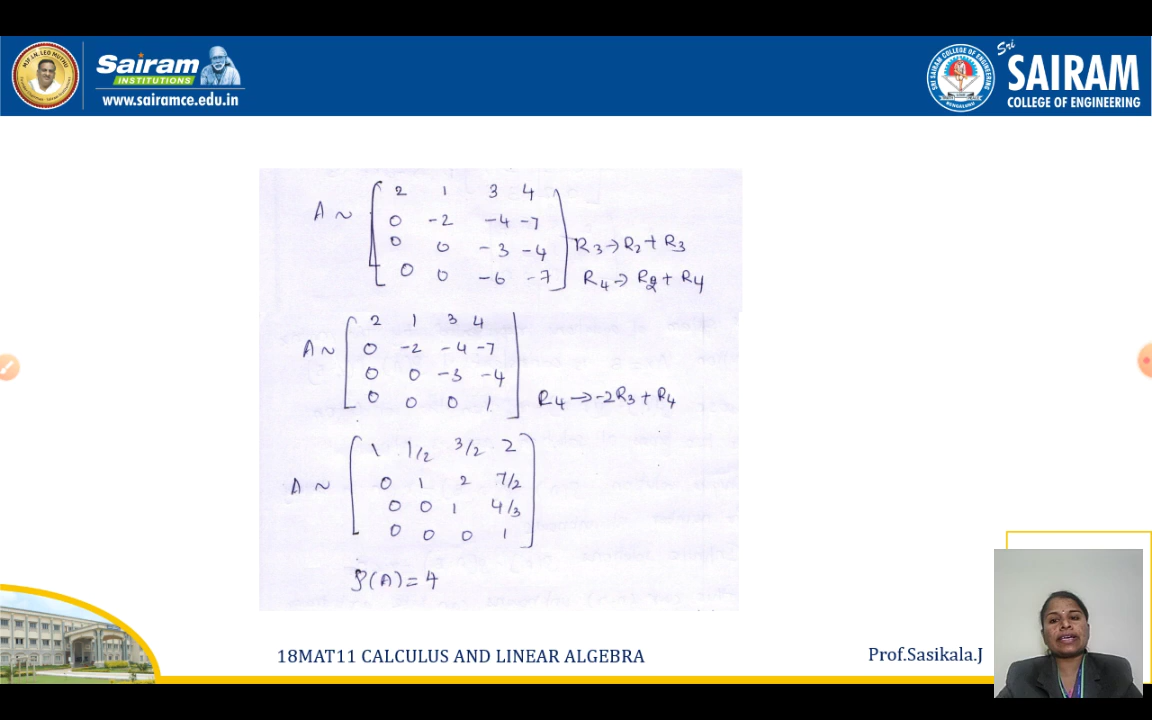 Sairam
INSTITUTIONS
www.sairamce.edu.in
Sri
SAIRAM
COLLEGE OF ENGINEERING
A ~ [ 2 1 3 4
0 -2 -4 -7
0 0 -3 -4
0 0 -6 -7 ] R3 → R2 + R3
R4 → R2 + R4
A ~ [ 2 1 3 4
0 -2 -4 -7
0 0 -3 -4
0 0 0 1 ] R4 → -2R3 + R4
A ~ [ 1 1/2 3/2 2
0 1 2 7/2
0 0 1 4/3
0 0 0 1 ]
ρ(A) = 4
18MAT11 CALCULUS AND LINEAR ALGEBRA
Prof.Sasikala.J